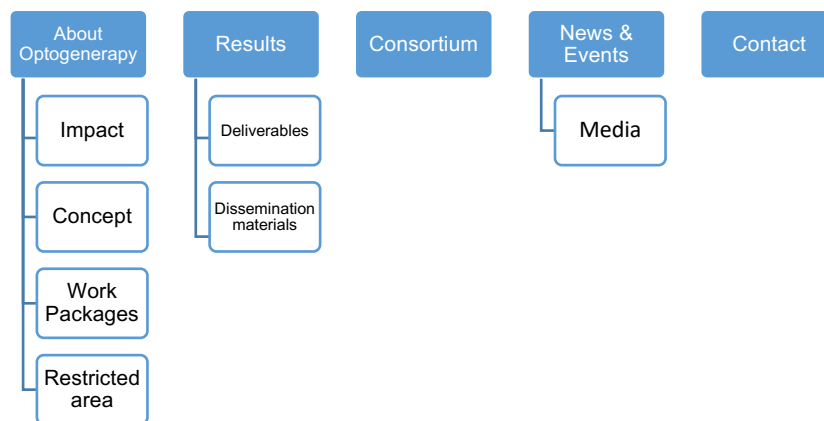 About
Optogenerapy
Impact
Concept
Work
Packages
Restricted
area
Results
Deliverables
Dissemination
materials
Consortium
News &
Events
Media
Contact